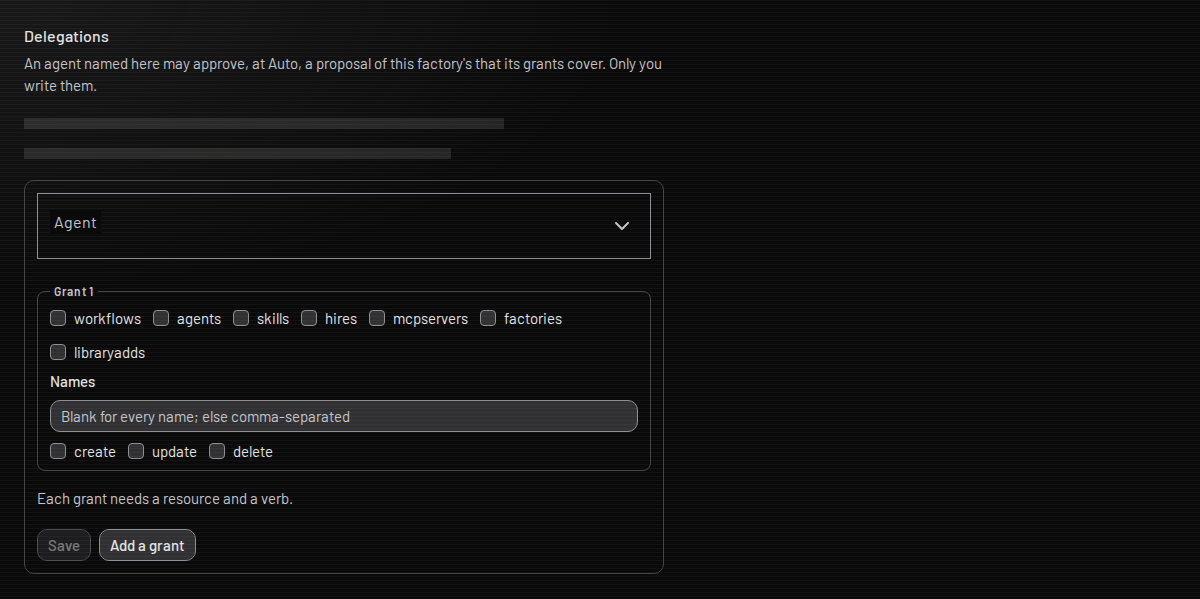 Delegations
An agent named here may approve, at Auto, a proposal of this factory's that its grants cover. Only you
write them.
Agent
Grant 1
workflows agents skills hires mcpservers factories
libraryadds
Names
Blank for every name; else comma-separated
create update delete
Each grant needs a resource and a verb.
Save Add a grant